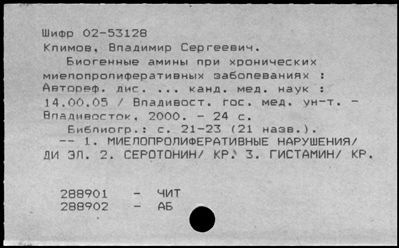 Шифр 02-53128
Климов, Владимир Сергеевич.
Биогенные амины при хронических
миелопролиферативных заболеваниях :
Автореф. дис. ... канд. мед. наук :
14.00.05 / Владивост. гос. мед. ун-т. -
Владивосток, 2000. - 24 с.
Библиогр.: с. 21-23 (21 назв.).
-- 1. МИЕЛОПРОЛИФЕРАТИВНЫЕ НАРУШЕНИЯ/
ДИ ЭЛ. 2. СЕРОТОНИН/ КР. 3. ГИСТАМИН/ КР.
288901 - ЧИТ
288902 - АБ